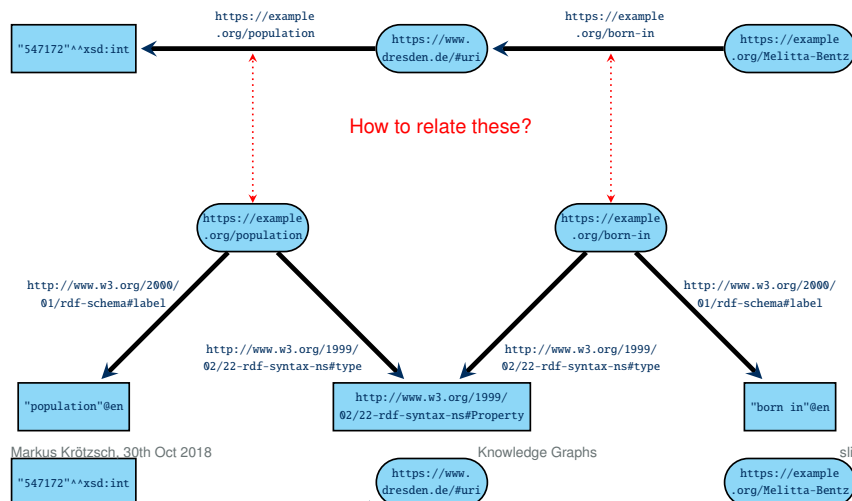 https://example
.org/population
https://example
.org/born-in
"547172"^^xsd:int
https://www.
dresden.de/#uri
https://example
.org/Melitta-Bentz
How to relate these?
https://example
.org/population
https://example
.org/born-in
http://www.w3.org/2000/
01/rdf-schema#label
http://www.w3.org/2000/
01/rdf-schema#label
http://www.w3.org/1999/
02/22-rdf-syntax-ns#type
http://www.w3.org/1999/
02/22-rdf-syntax-ns#type
"population"@en
http://www.w3.org/1999/
02/22-rdf-syntax-ns#Property
"born in"@en
Markus Krötzsch, 30th Oct 2018
Knowledge Graphs
sli
"547172"^^xsd:int
https://www.
dresden.de/#uri
https://example
.org/Melitta-Bentz